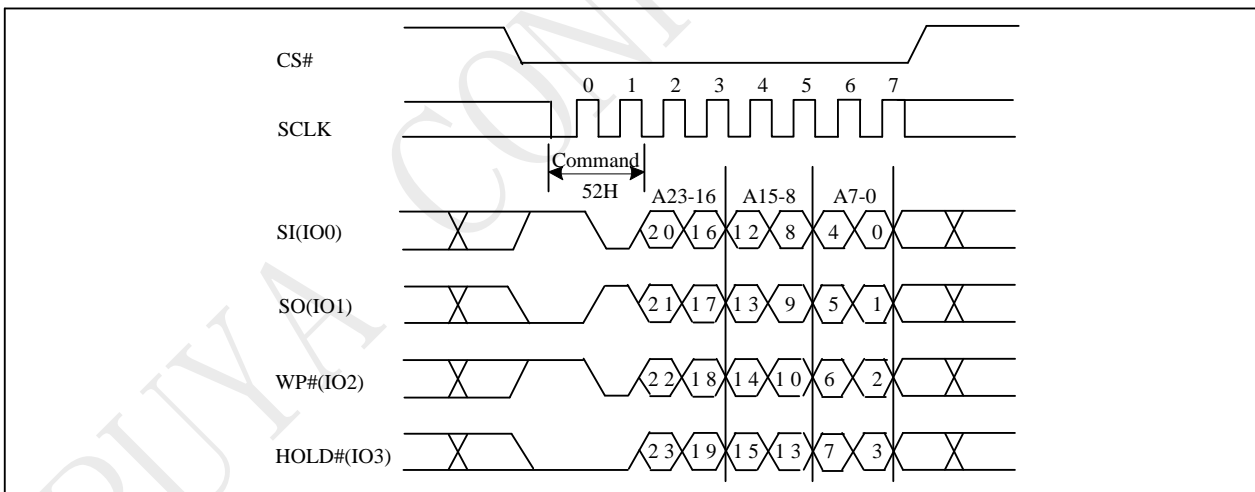 CS#
0 1 2 3 4 5 6 7
SCLK
Command
52H
A23-16 A15-8 A7-0
SI(IO0) 20 16 12 8 4 0
SO(IO1) 21 17 13 9 5 1
WP#(IO2) 22 18 14 10 6 2
HOLD#(IO3) 23 19 15 13 7 3